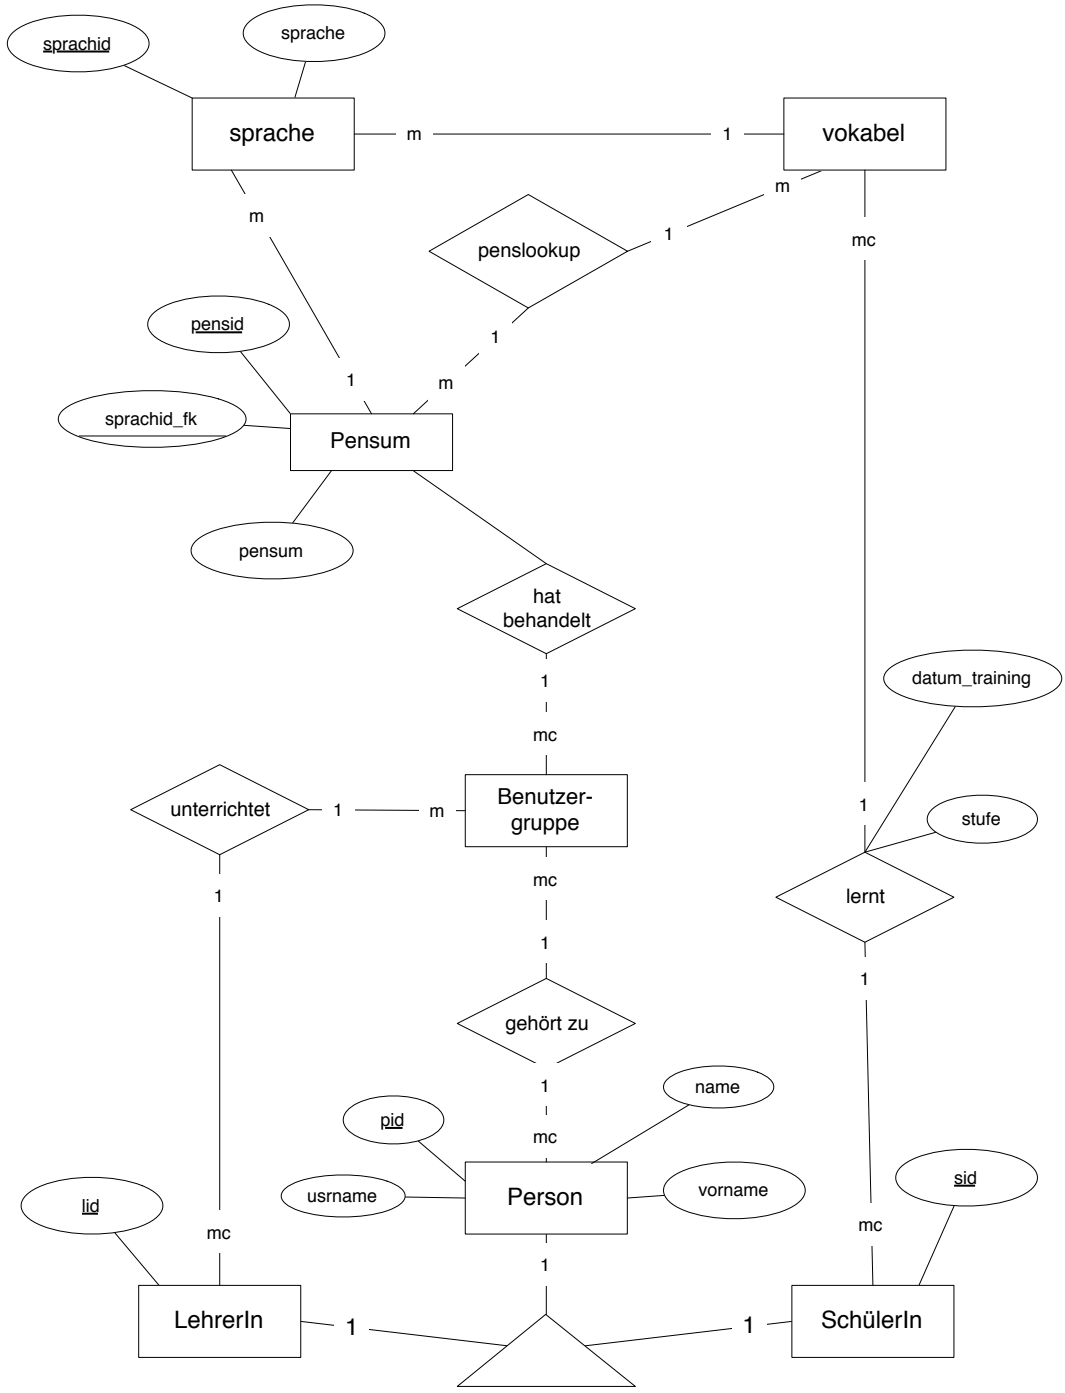 sprachid
sprache
sprache
m
1
vokabel
m
m
penslookup
1
mc
pensid
1
1
m
sprachid_fk
Pensum
pensum
hat
behandelt
1
datum_training
mc
unterrichtet
1
m
Benutzer-
gruppe
1
stufe
mc
1
lernt
1
1
gehört zu
1
name
pid
mc
usrname
Person
vorname
sid
lid
mc
mc
1
LehrerIn
1
1
SchülerIn